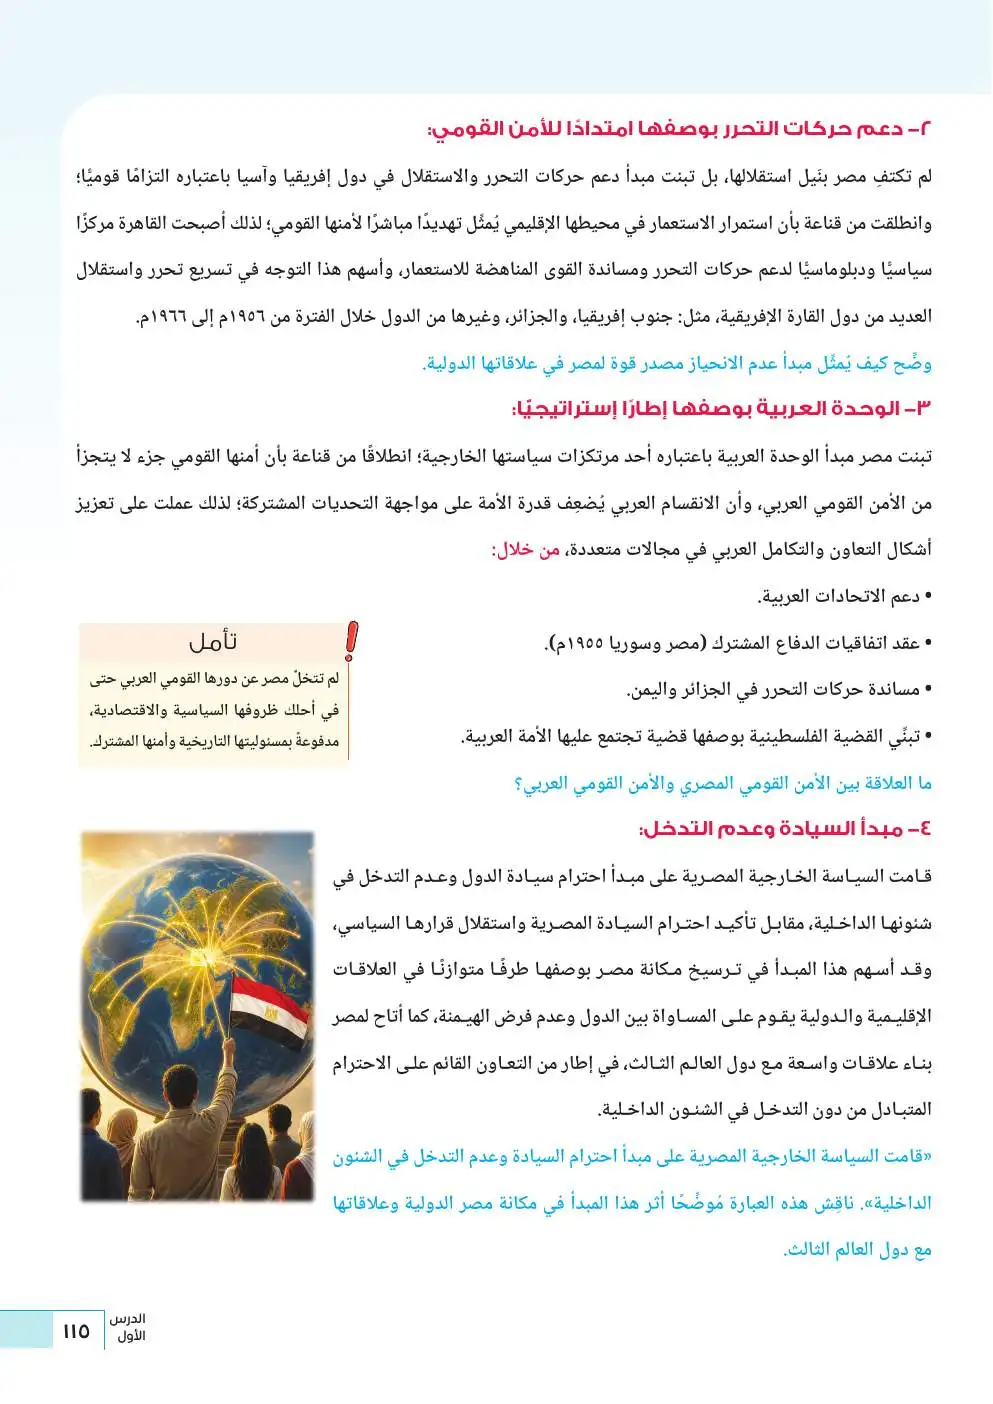 ٢- دعم حركات التحرر بوصفها امتدادًا للأمن القومي:
لم تكتفِ مصر بنَيل استقلالها، بل تبنت مبدأ دعم حركات التحرر والاستقلال في دول إفريقيا وآسيا باعتباره التزامًا قوميًّا؛
وانطلقت من قناعة بأن استمرار الاستعمار في محيطها الإقليمي يُمثِّل تهديدًا مباشرًا لأمنها القومي؛ لذلك أصبحت القاهرة مركزًا
سياسيًّا ودبلوماسيًّا لدعم حركات التحرر ومساندة القوى المناهضة للاستعمار، وأسهم هذا التوجه في تسريع تحرر واستقلال
العديد من دول القارة الإفريقية، مثل: جنوب إفريقيا، والجزائر، وغيرها من الدول خلال الفترة من ١٩٥٦م إلى ١٩٦٦م.
وضِّح كيف يُمثِّل مبدأ عدم الانحياز مصدر قوة لمصر في علاقاتها الدولية.
٣- الوحدة العربية بوصفها إطارًا إستراتيجيًّا:
تبنت مصر مبدأ الوحدة العربية باعتباره أحد مرتكزات سياستها الخارجية؛ انطلاقًا من قناعة بأن أمنها القومي جزء لا يتجزأ
من الأمن القومي العربي، وأن الانقسام العربي يُضعِف قدرة الأمة على مواجهة التحديات المشتركة؛ لذلك عملت على تعزيز
أشكال التعاون والتكامل العربي في مجالات متعددة، من خلال:
• دعم الاتحادات العربية.
• عقد اتفاقيات الدفاع المشترك (مصر وسوريا ١٩٥٥م).
• مساندة حركات التحرر في الجزائر واليمن.
• تبنِّي القضية الفلسطينية بوصفها قضية تجتمع عليها الأمة العربية.
تأمل
لم تتخلَّ مصر عن دورها القومي العربي حتى
في أحلك ظروفها السياسية والاقتصادية،
مدفوعةً بمسئوليتها التاريخية وأمنها المشترك.
ما العلاقة بين الأمن القومي المصري والأمن القومي العربي؟
٤- مبدأ السيادة وعدم التدخل:
قامت السياسة الخارجية المصرية على مبدأ احترام سيادة الدول وعدم التدخل في
شئونها الداخلية، مقابل تأكيد احترام السيادة المصرية واستقلال قرارها السياسي،
وقد أسهم هذا المبدأ في ترسيخ مكانة مصر بوصفها طرفًا متوازنًا في العلاقات
الإقليمية والدولية يقوم على المساواة بين الدول وعدم فرض الهيمنة، كما أتاح لمصر
بناء علاقات واسعة مع دول العالم الثالث، في إطار من التعاون القائم على الاحترام
المتبادل من دون التدخل في الشئون الداخلية.
«قامت السياسة الخارجية المصرية على مبدأ احترام السيادة وعدم التدخل في الشئون
الداخلية». ناقِش هذه العبارة مُوضِّحًا أثر هذا المبدأ في مكانة مصر الدولية وعلاقاتها
مع دول العالم الثالث.
الدرس
الأول
١١٥